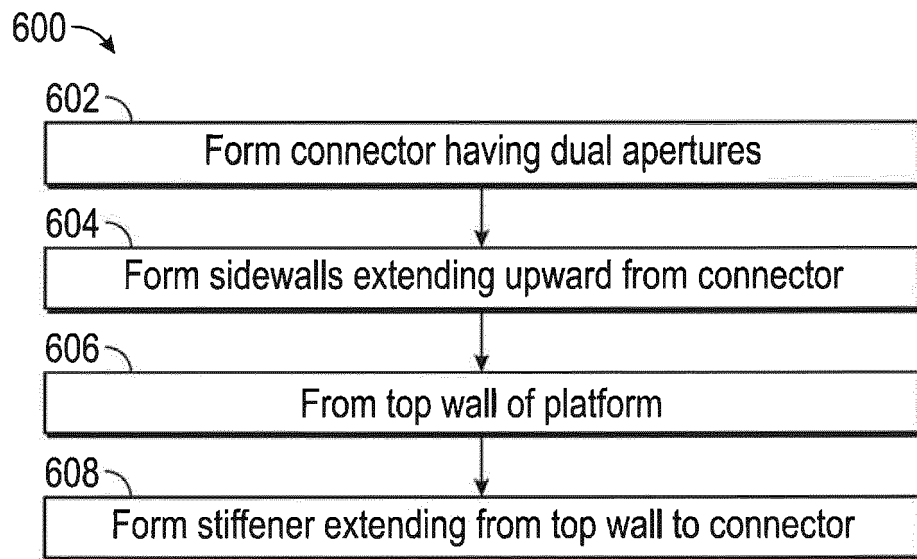 600
602
Form connector having dual apertures
604
Form sidewalls extending upward from connector
606
From top wall of platform
608
Form stiffener extending from top wall to connector